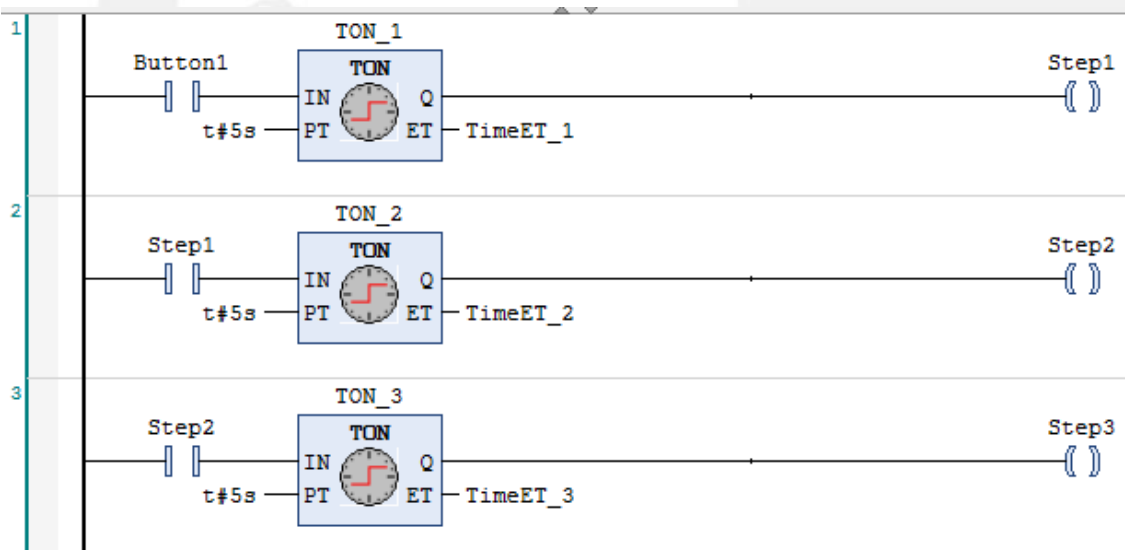 1
TON_1
Button1
TON
Step1
IN Q
t#5s PT ET TimeET_1
2
TON_2
Step1
TON
Step2
IN Q
t#5s PT ET TimeET_2
3
TON_3
Step2
TON
Step3
IN Q
t#5s PT ET TimeET_3